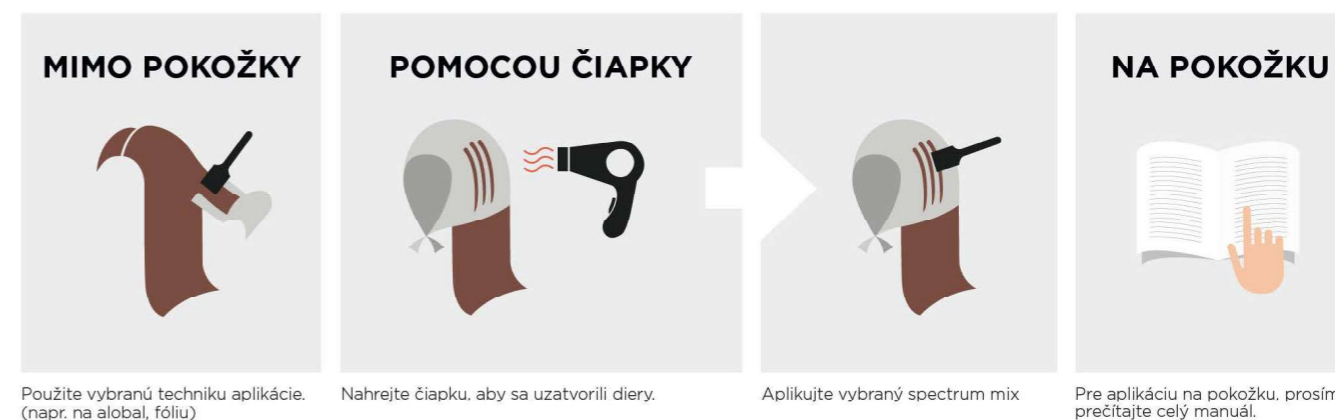 MIMO POKOŽKY
POMOCOU ČIAPKY
NA POKOŽKU
Použite vybranú techniku aplikácie.
(napr. na alobal, fóliu)
Nahrejte čiapku, aby sa uzatvorili diery.
Aplikujte vybraný spectrum mix
Pre aplikáciu na pokožku, prosím
prečítajte celý manuál.